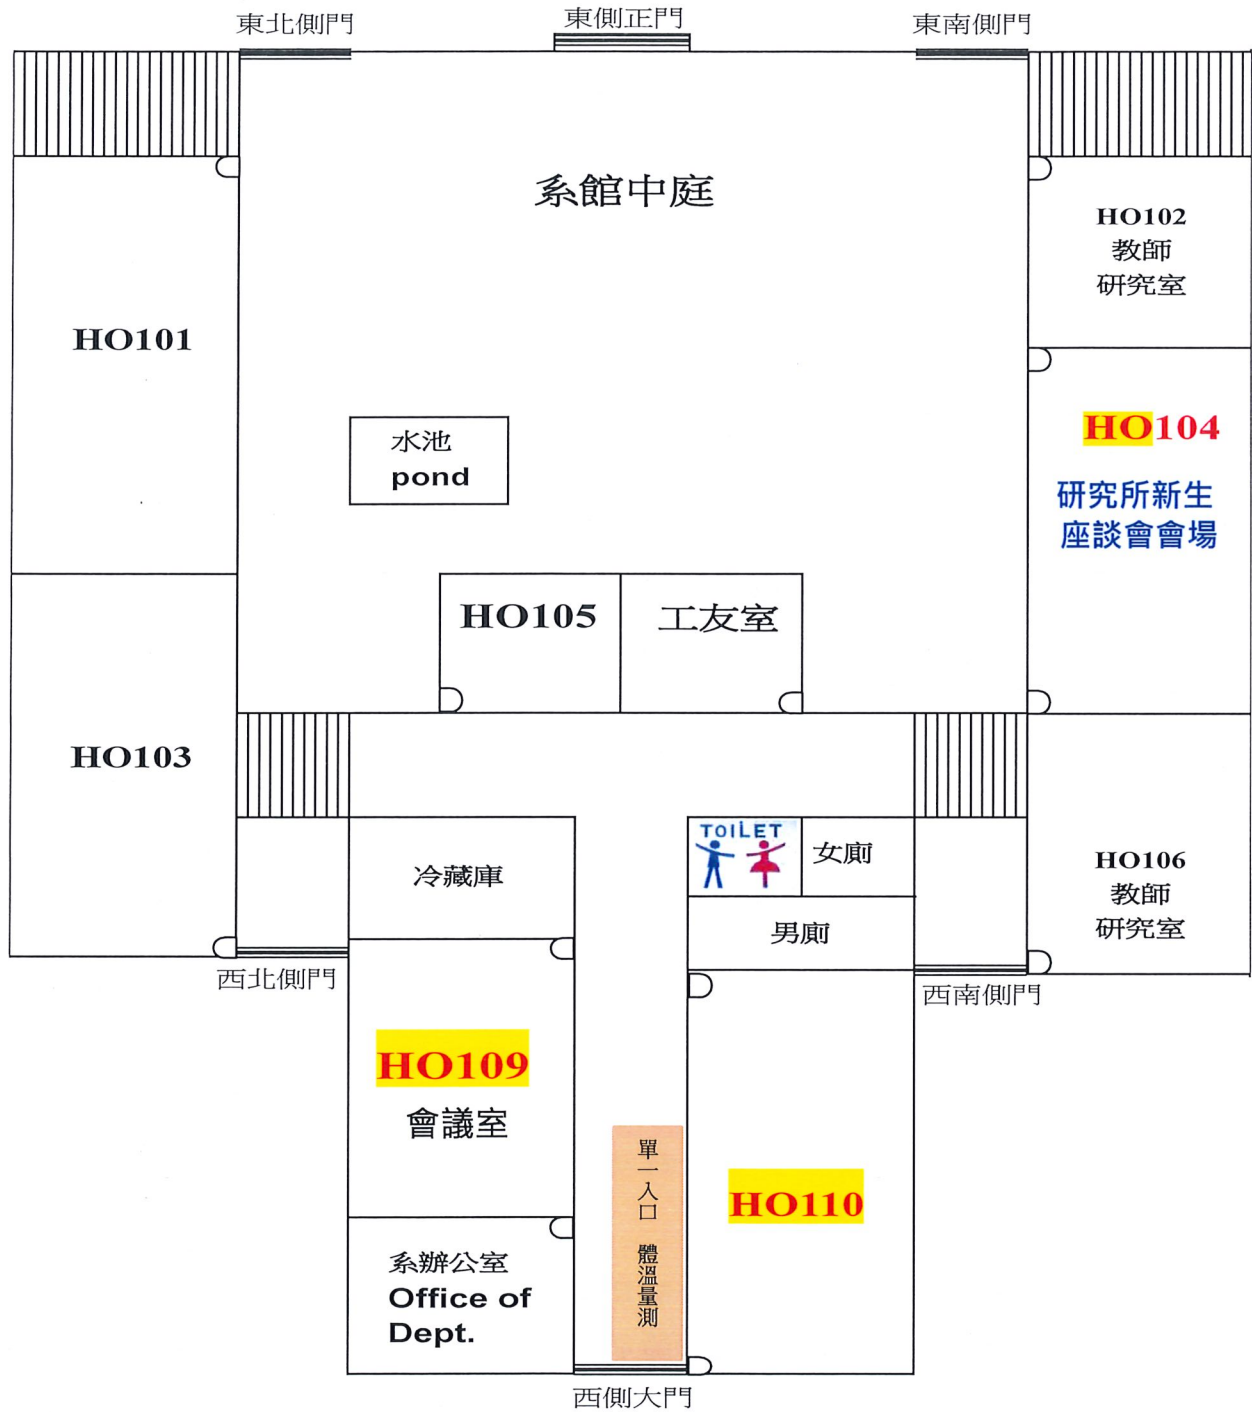 東北側門
東側正門
東南側門
系館中庭
HO102
教師
研究室
HO101
HO104
研究所新生
座談會會場
水池
pond
HO105
工友室
HO103
TOILET
女廁
冷藏庫
男廁
HO106
教師
研究室
西北側門
西南側門
HO109
會議室
單一入口 體溫量測
HO110
系辦公室
Office of
Dept.
西側大門